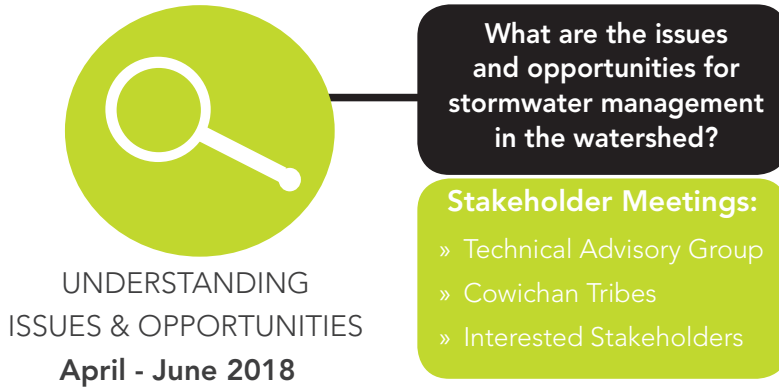 What are the issues
and opportunities for
stormwater management
in the watershed?
Stakeholder Meetings:
» Technical Advisory Group
» Cowichan Tribes
» Interested Stakeholders
UNDERSTANDING
ISSUES & OPPORTUNITIES
April - June 2018